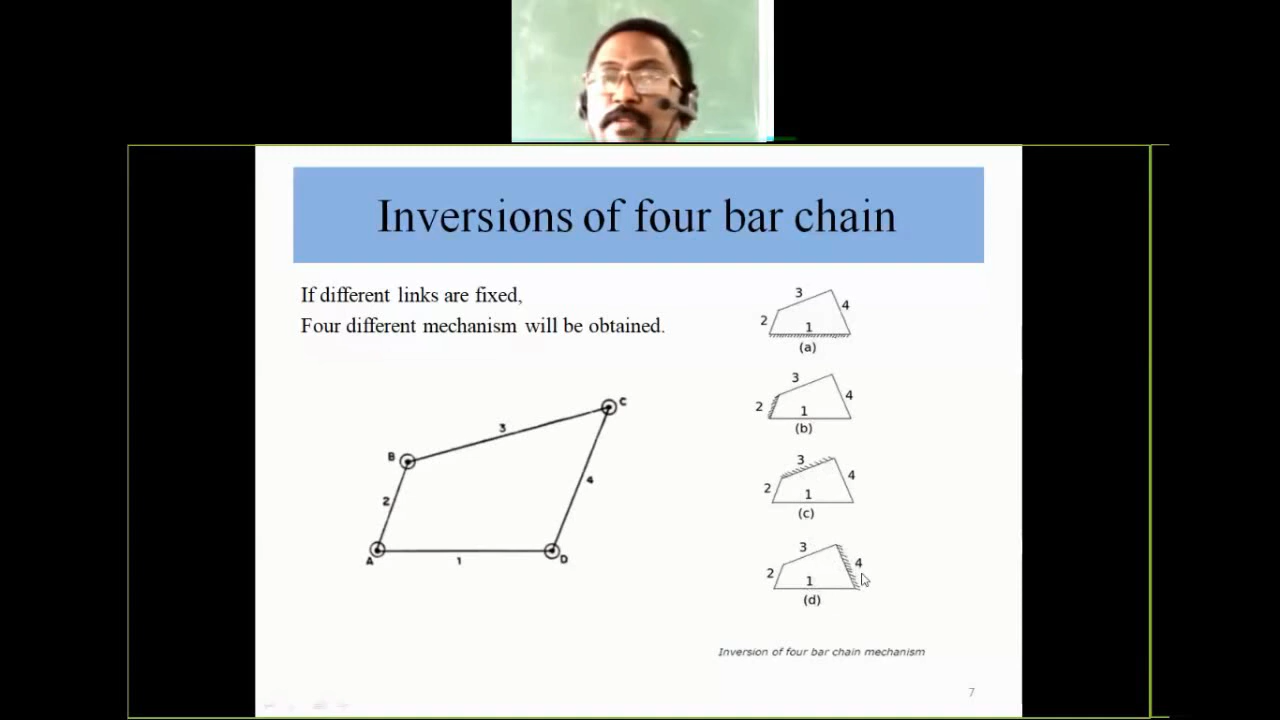 Inversions of four bar chain
If different links are fixed,
Four different mechanism will be obtained.
B
C
3
2
4
A
1
D
3
4
2
1
(a)
3
4
2
1
(b)
3
4
2
1
(c)
3
4
2
1
(d)
Inversion of four bar chain mechanism
7